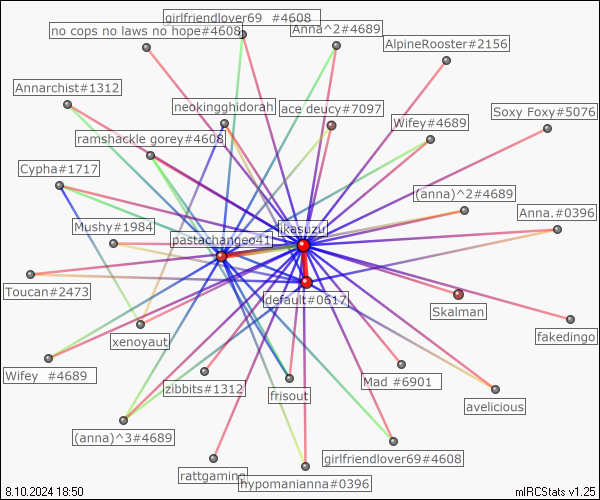 girlfriendlover69 #4608
no cops no laws no hope#4608
Anna^2#4689
AlpineRooster#2156
Annarchist#1312
neokingghidorah
ace deucy#7097
Soxy Foxy#5076
Wifey#4689
ramshackle gorey#4608
Cypha#1717
(anna)^2#4689
Anna.#0396
Mushy#1984
ikasuzu
pastachangeo41
Toucan#2473
default#0617
Skalman
fakedingo
xenoyaut
Wifey #4689
zibbits#1312
Mad #6901
frisout
avelicious
(anna)^3#4689
girlfriendlover69#4608
rattgaming
hypomanianna#0396
8.10.2024 18:50
mIRCStats v1.25